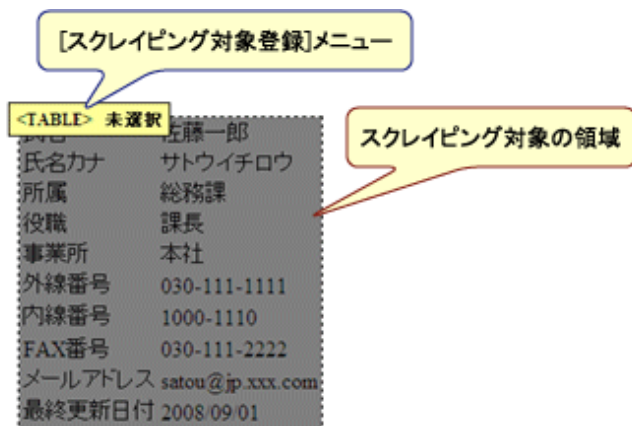 [スクレイピング対象登録]メニュー
<TABLE> 未選択
佐藤一郎
スクレイピング対象の領域
氏名カナ サトウイチロウ
所属 総務課
役職 課長
事業所 本社
外線番号 030-111-1111
内線番号 1000-1110
FAX番号 030-111-2222
メールアドレス satou@jp.xxx.com
最終更新日付 2008/09/01